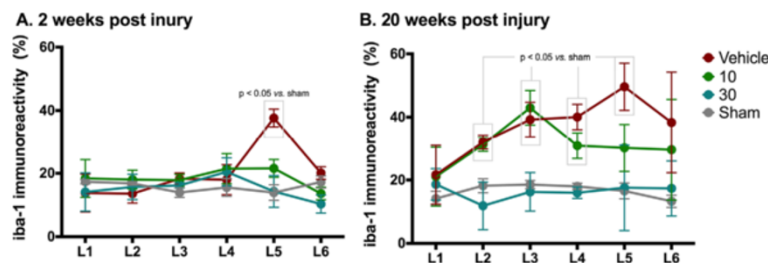 A. 2 weeks post inury
iba-1 immunoreactivity (%)
60
40
20
0
p < 0.05 vs. sham
L1 L2 L3 L4 L5 L6
B. 20 weeks post injury
iba-1 immunoreactivity (%)
60
40
20
0
p < 0.05 vs. sham
L1 L2 L3 L4 L5 L6
Vehicle
10
30
Sham